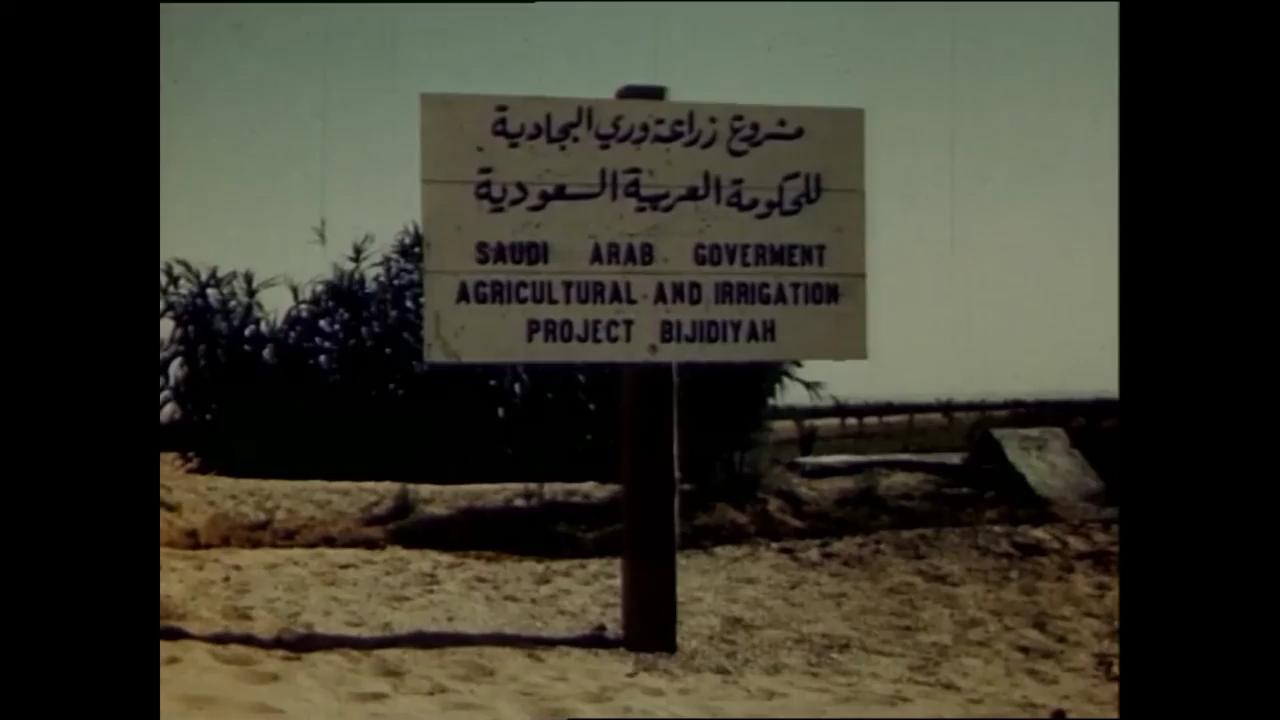 مشروع زراعة وري البجادية
للحكومة العربية السعودية
SAUDI ARAB GOVERMENT
AGRICULTURAL AND IRRIGATION
PROJECT BIJIDIYAH